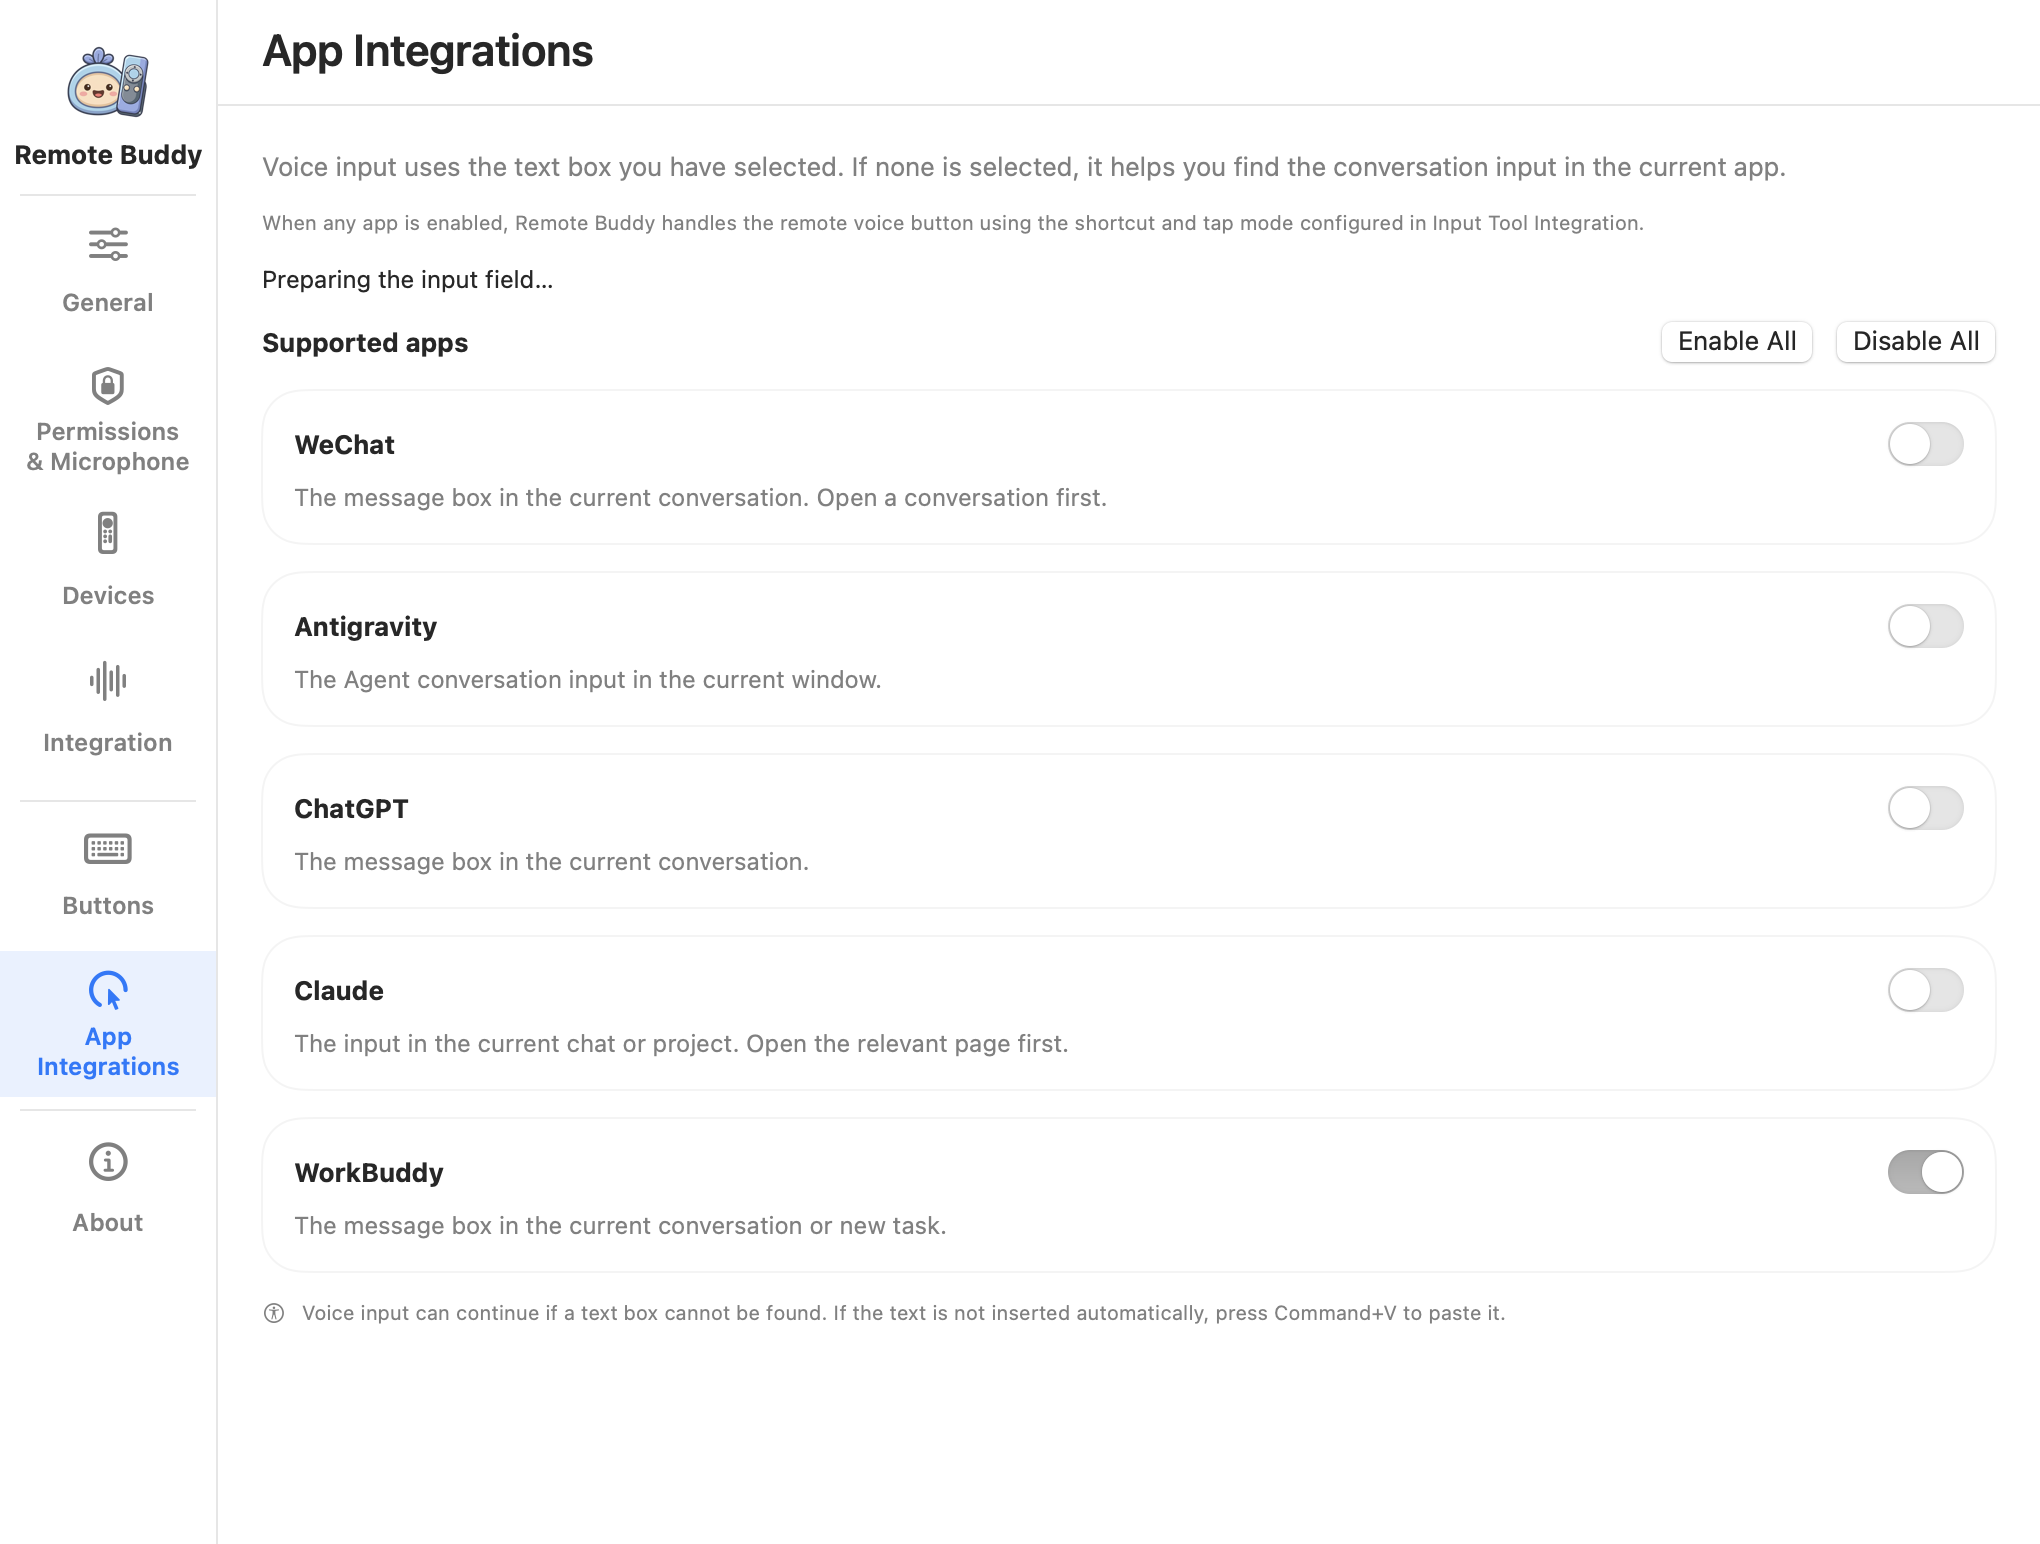 Remote Buddy
General
Permissions
& Microphone
Devices
Integration
Buttons
App
Integrations
About
App Integrations
Voice input uses the text box you have selected. If none is selected, it helps you find the conversation input in the current app.
When any app is enabled, Remote Buddy handles the remote voice button using the shortcut and tap mode configured in Input Tool Integration.
Preparing the input field...
Supported apps
Enable All
Disable All
WeChat
The message box in the current conversation. Open a conversation first.
Antigravity
The Agent conversation input in the current window.
ChatGPT
The message box in the current conversation.
Claude
The input in the current chat or project. Open the relevant page first.
WorkBuddy
The message box in the current conversation or new task.
Voice input can continue if a text box cannot be found. If the text is not inserted automatically, press Command+V to paste it.